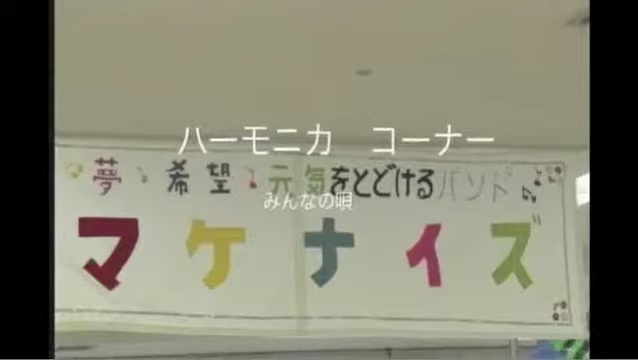 ハーモニカ コーナー
夢 希望 元気をとどけるバンド
みんなの唄
マケナイズ